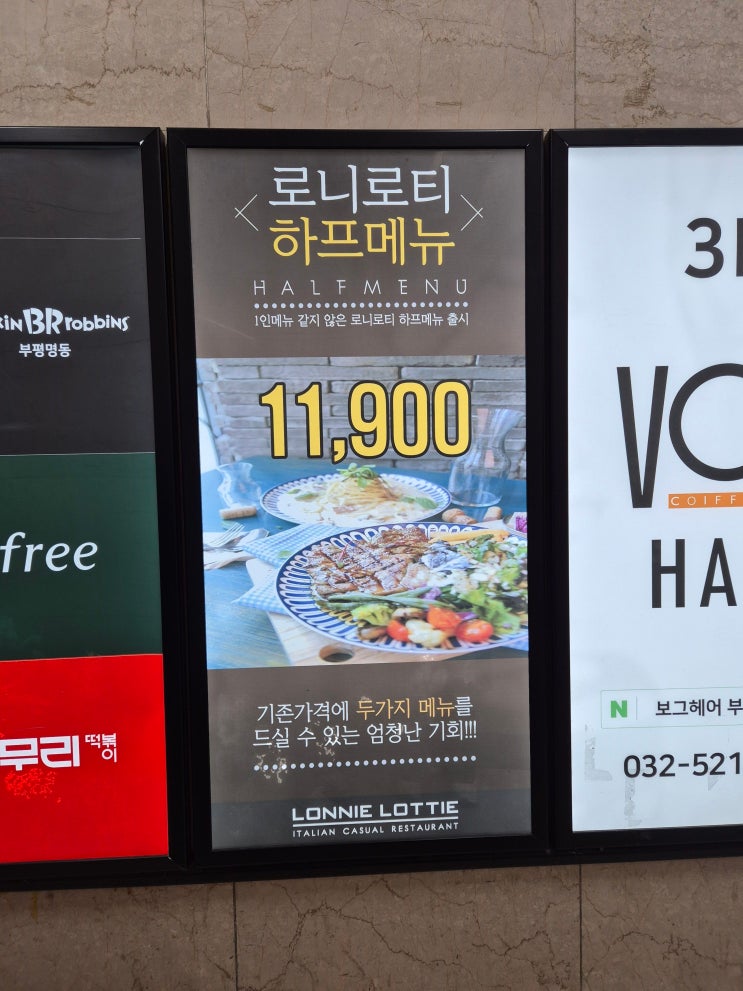 BR robbins
부평명동
free
무리 떡볶이
로니로티
하프메뉴
HALFMENU
1인메뉴 같지 않은 로니로티 하프메뉴 출시
11,900
기존가격에 두가지 메뉴를
드실 수 있는 엄청난 기회!!!
LONNIE LOTTIE
ITALIAN CASUAL RESTAURANT
COIFF
HA
N 보그헤어 부
032-521